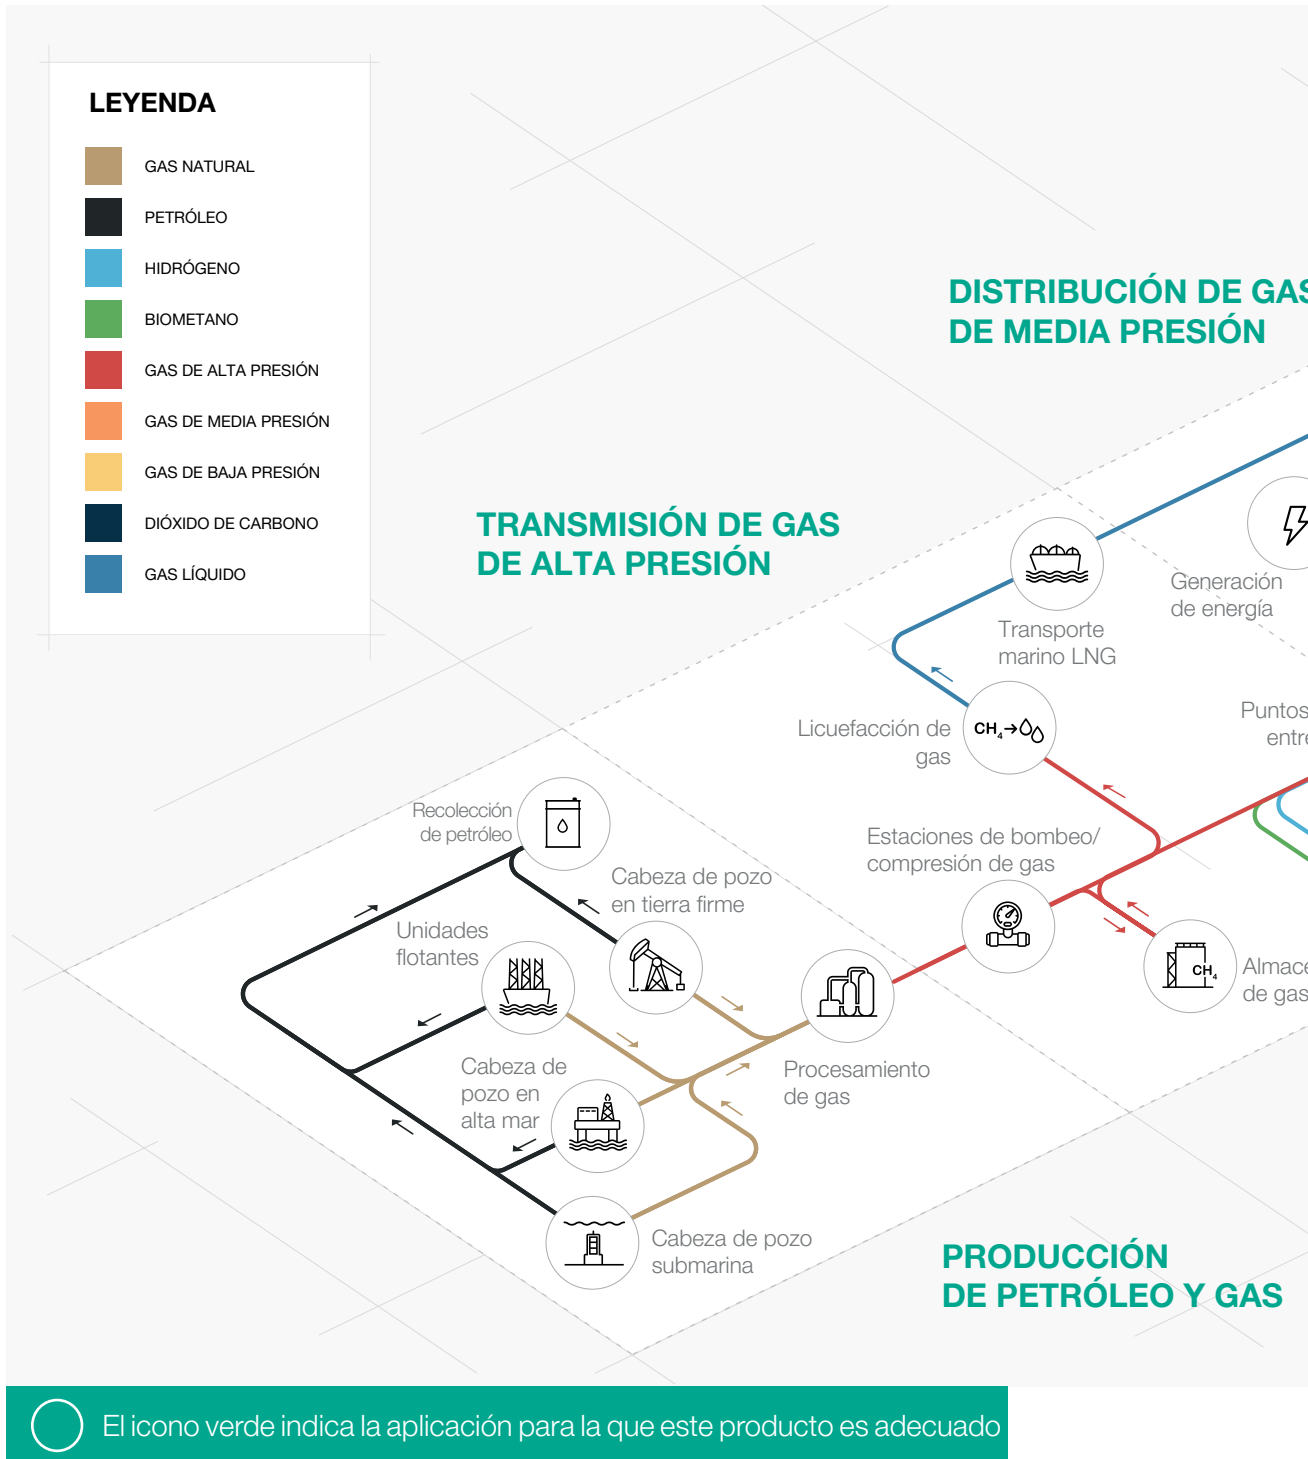 LEYENDA
GAS NATURAL
PETRÓLEO
HIDRÓGENO
BIOMETANO
GAS DE ALTA PRESIÓN
GAS DE MEDIA PRESIÓN
GAS DE BAJA PRESIÓN
DIÓXIDO DE CARBONO
GAS LÍQUIDO
DISTRIBUCIÓN DE GAS
DE MEDIA PRESIÓN
TRANSMISIÓN DE GAS
DE ALTA PRESIÓN
Generación
de energía
Transporte
marino LNG
Licuefacción de
gas
CH₄→
Puntos
entre
Recolección
de petróleo
Estaciones de bombeo/
compresión de gas
Cabeza de pozo
en tierra firme
Unidades
flotantes
CH₄
Almace
de gas
Cabeza de
pozo en
alta mar
Procesamiento
de gas
Cabeza de pozo
submarina
PRODUCCIÓN
DE PETRÓLEO Y GAS
El icono verde indica la aplicación para la que este producto es adecuado